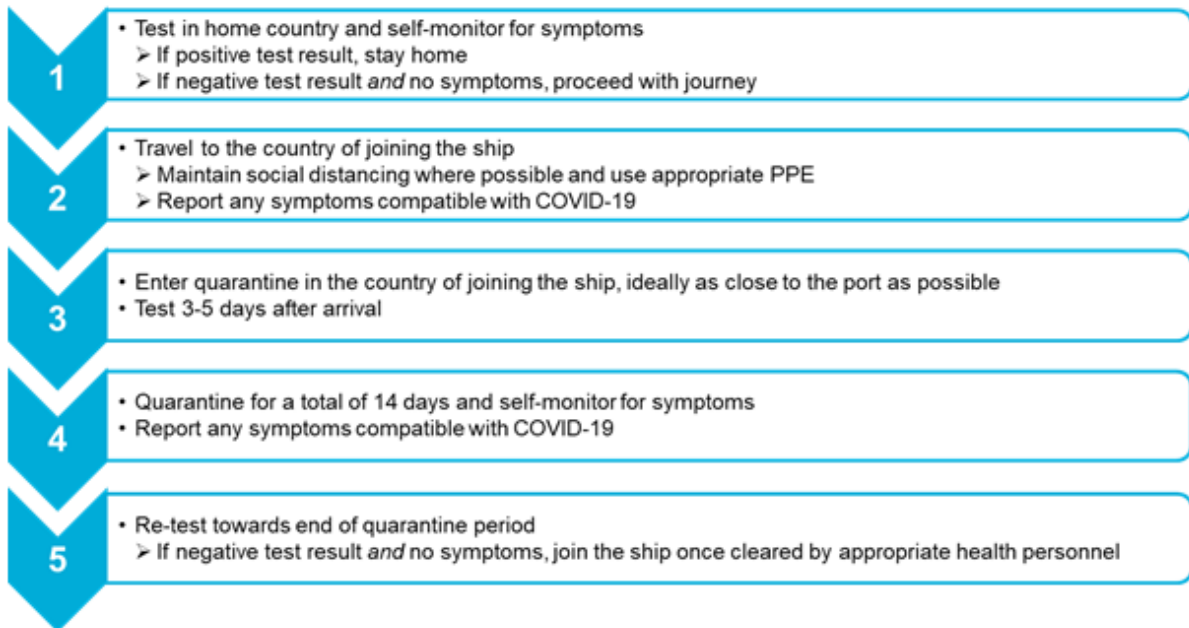 1
• Test in home country and self-monitor for symptoms
➢ If positive test result, stay home
➢ If negative test result and no symptoms, proceed with journey
2
• Travel to the country of joining the ship
➢ Maintain social distancing where possible and use appropriate PPE
➢ Report any symptoms compatible with COVID-19
3
• Enter quarantine in the country of joining the ship, ideally as close to the port as possible
• Test 3-5 days after arrival
4
• Quarantine for a total of 14 days and self-monitor for symptoms
• Report any symptoms compatible with COVID-19
5
• Re-test towards end of quarantine period
➢ If negative test result and no symptoms, join the ship once cleared by appropriate health personnel